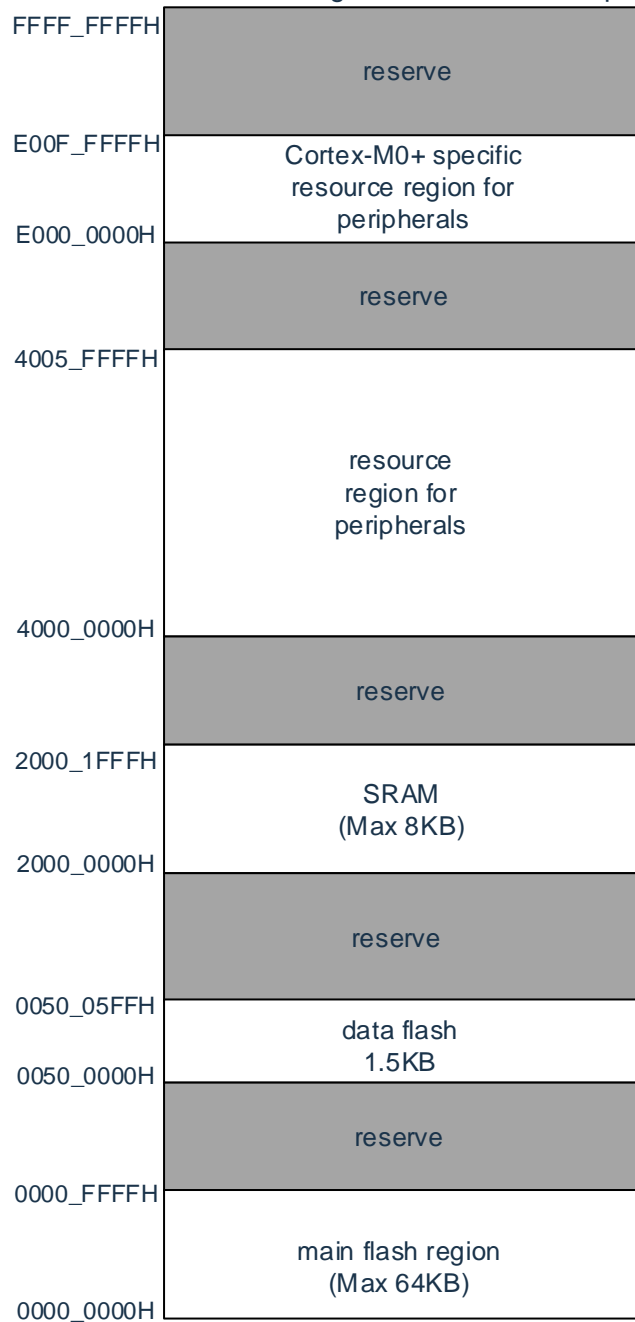 FFFF_FFFFH
reserve
E00F_FFFFH
Cortex-M0+ specific
resource region for
peripherals
E000_0000H
reserve
4005_FFFFH
resource
region for
peripherals
4000_0000H
reserve
2000_1FFFH
SRAM
(Max 8KB)
2000_0000H
reserve
0050_05FFH
data flash
1.5KB
0050_0000H
reserve
0000_FFFFH
main flash region
(Max 64KB)
0000_0000H